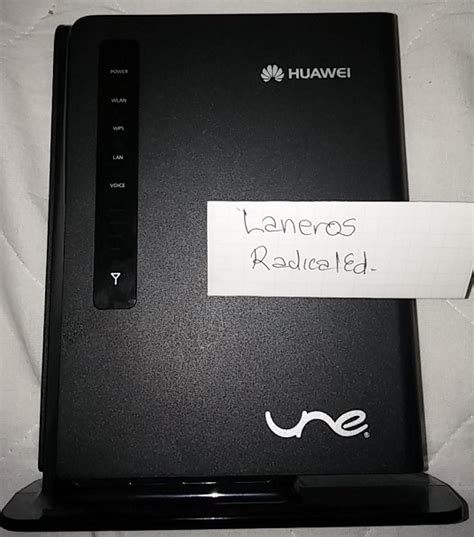 POWER
HUAWEI
WLAN
WPS
LAN
VOICE
Laneros
RadicalEd.
une®